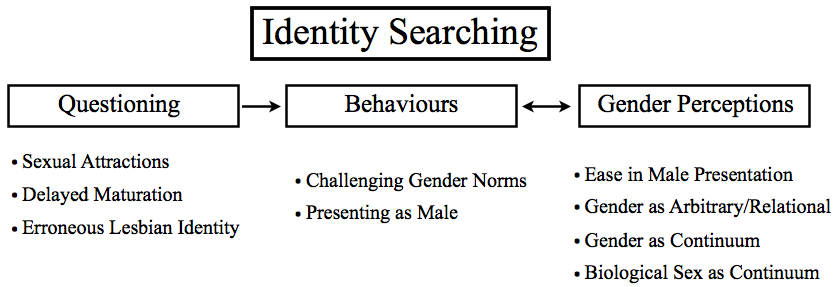 Identity Searching
Questioning
Behaviours
Gender Perceptions
• Sexual Attractions
• Delayed Maturation
• Erroneous Lesbian Identity
• Challenging Gender Norms
• Presenting as Male
• Ease in Male Presentation
• Gender as Arbitrary/Relational
• Gender as Continuum
• Biological Sex as Continuum